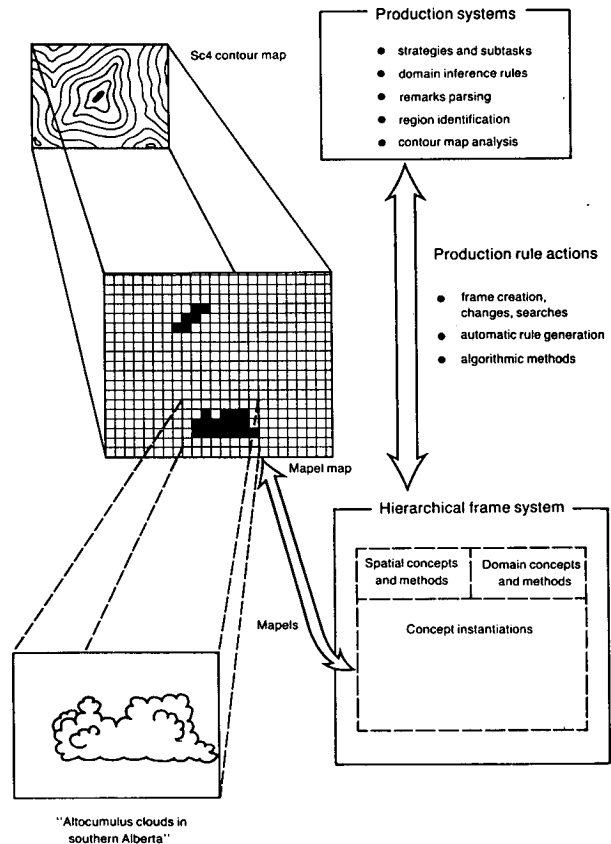 Production systems
● strategies and subtasks
● domain inference rules
● remarks parsing
● region identification
● contour map analysis
Sc4 contour map
Production rule actions
● frame creation,
changes, searches
● automatic rule generation
● algorithmic methods
Mapel map
Hierarchical frame system
Spatial concepts
and methods
Domain concepts
and methods
Concept instantiations
Mapels
"Altocumulus clouds in
southern Alberta"